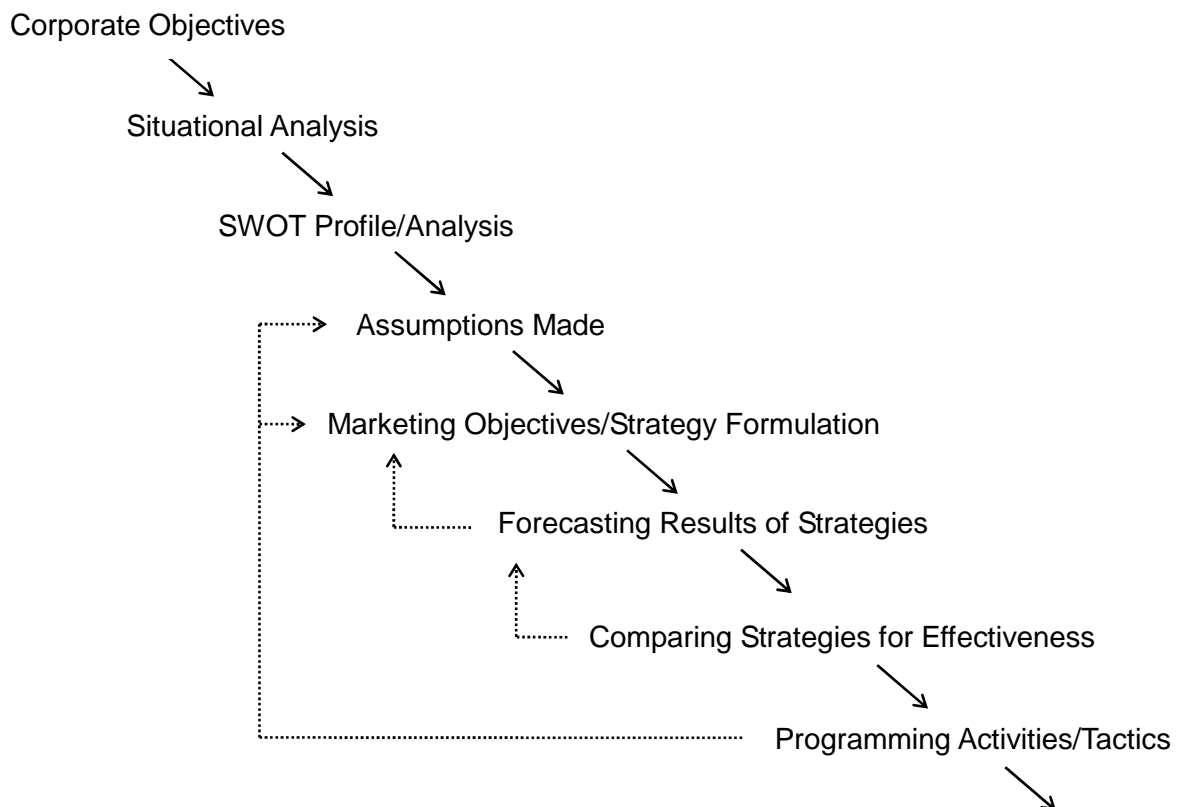 Corporate Objectives
Situational Analysis
SWOT Profile/Analysis
Assumptions Made
Marketing Objectives/Strategy Formulation
Forecasting Results of Strategies
Comparing Strategies for Effectiveness
Programming Activities/Tactics